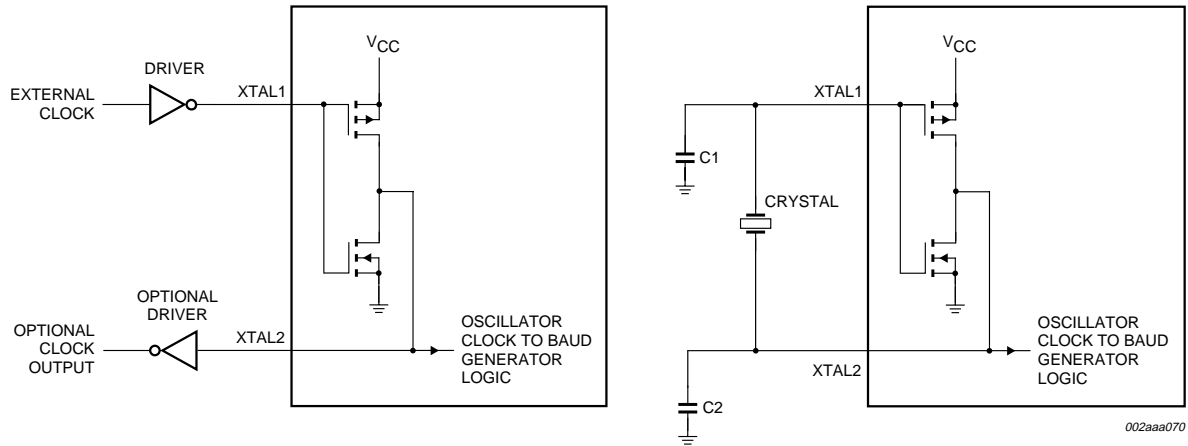 VCC
DRIVER
EXTERNAL
CLOCK
XTAL1
OPTIONAL
DRIVER
OPTIONAL
CLOCK
OUTPUT
XTAL2
OSCILLATOR
CLOCK TO BAUD
GENERATOR
LOGIC
VCC
XTAL1
C1
CRYSTAL
XTAL2
C2
OSCILLATOR
CLOCK TO BAUD
GENERATOR
LOGIC
002aaa070